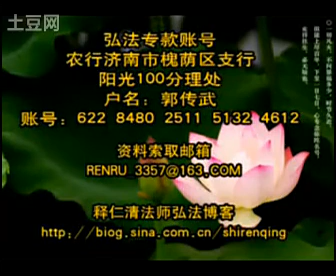 土豆网
弘法专款账号
农行济南市槐荫区支行
阳光100分理处
户名：郭传武
账号：622 8480 2511 5132 4612
资料索取邮箱
RENRU_3357@163.COM
释仁清法师弘法博客
http://biog.sina.com.cn/shirenqing/